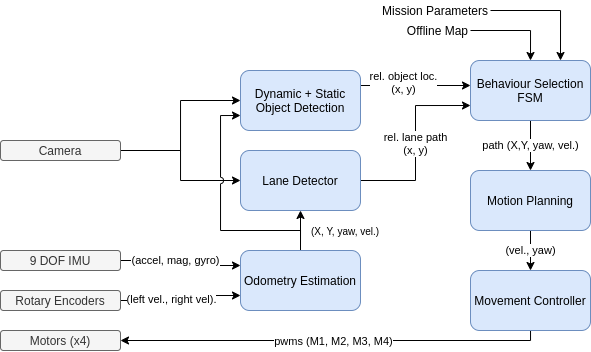 Mission Parameters
Offline Map
Dynamic + Static
Object Detection
rel. object loc.
(x, y)
Behaviour Selection
FSM
Camera
rel. lane path
(x, y)
path (X,Y, yaw, vel.)
Lane Detector
Motion Planning
(X, Y, yaw, vel.)
(vel., yaw)
9 DOF IMU
(accel, mag, gyro)
Odometry Estimation
Rotary Encoders
(left vel., right vel).
Movement Controller
Motors (x4)
pwms (M1, M2, M3, M4)